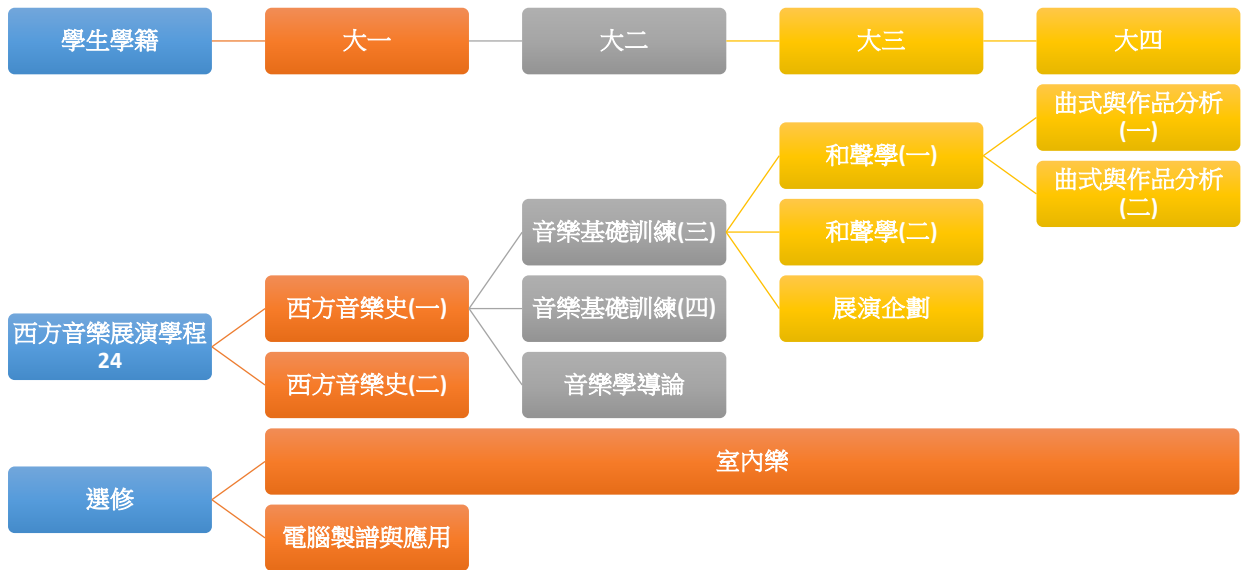 學生學籍
大一
大二
大三
大四
曲式與作品分析
(一)
和聲學(一)
曲式與作品分析
(二)
音樂基礎訓練(三)
和聲學(二)
西方音樂史(一)
音樂基礎訓練(四)
展演企劃
西方音樂展演學程
24
西方音樂史(二)
音樂學導論
室內樂
選修
電腦製譜與應用